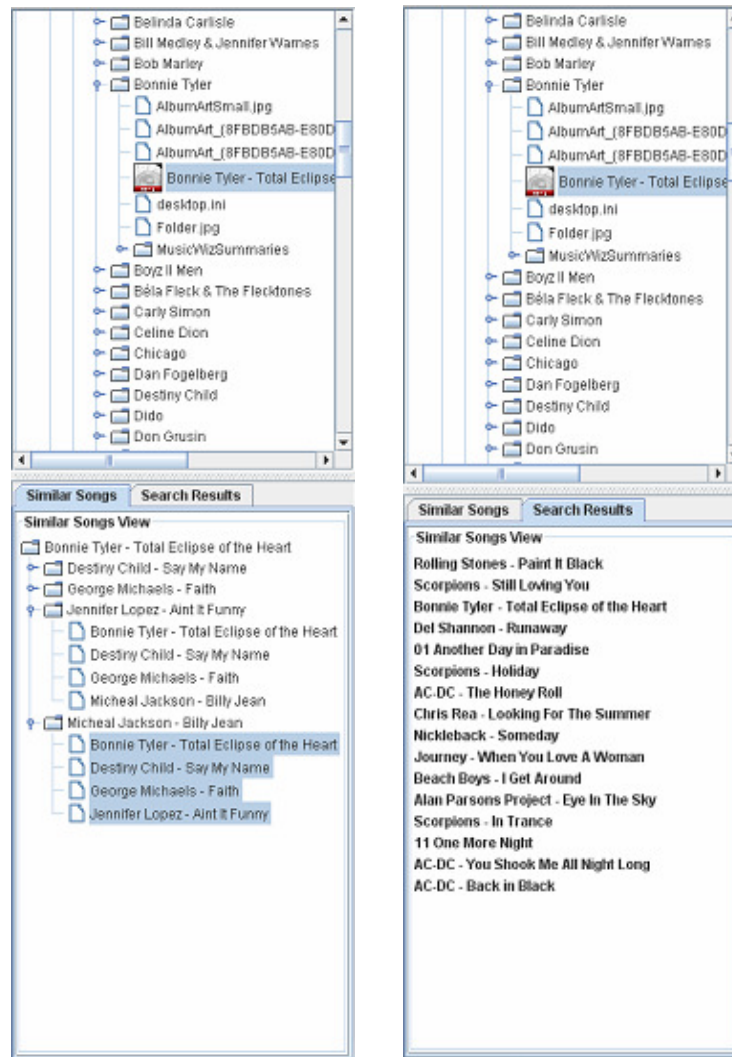 Belinda Carlisle
Bill Medley & Jennifer Warnes
Bob Marley
Bonnie Tyler
AlbumArtSmall.jpg
AlbumArt_{8FBDB5AB-E80D
AlbumArt_{8FBDB5AB-E80D
Bonnie Tyler - Total Eclipse
desktop.ini
Folder.jpg
MusicWizSummaries
Boyz II Men
Béla Fleck & The Flecktones
Carly Simon
Celine Dion
Chicago
Dan Fogelberg
Destiny Child
Dido
Don Grusin
Similar Songs Search Results
Similar Songs View
Bonnie Tyler - Total Eclipse of the Heart
Destiny Child - Say My Name
George Michaels - Faith
Jennifer Lopez - Aint It Funny
Bonnie Tyler - Total Eclipse of the Heart
Destiny Child - Say My Name
George Michaels - Faith
Micheal Jackson - Billy Jean
Micheal Jackson - Billy Jean
Bonnie Tyler - Total Eclipse of the Heart
Destiny Child - Say My Name
George Michaels - Faith
Jennifer Lopez - Aint It Funny
Belinda Carlisle
Bill Medley & Jennifer Warnes
Bob Marley
Bonnie Tyler
AlbumArtSmall.jpg
AlbumArt_{8FBDB5AB-E80D
AlbumArt_{8FBDB5AB-E80D
Bonnie Tyler - Total Eclipse
desktop.ini
Folder.jpg
MusicWizSummaries
Boyz II Men
Béla Fleck & The Flecktones
Carly Simon
Celine Dion
Chicago
Dan Fogelberg
Destiny Child
Dido
Don Grusin
Similar Songs Search Results
Similar Songs View
Rolling Stones - Paint It Black
Scorpions - Still Loving You
Bonnie Tyler - Total Eclipse of the Heart
Del Shannon - Runaway
01 Another Day in Paradise
Scorpions - Holiday
AC-DC - The Honey Roll
Chris Rea - Looking For The Summer
Nickleback - Someday
Journey - When You Love A Woman
Beach Boys - I Get Around
Alan Parsons Project - Eye In The Sky
Scorpions - In Trance
11 One More Night
AC-DC - You Shook Me All Night Long
AC-DC - Back in Black